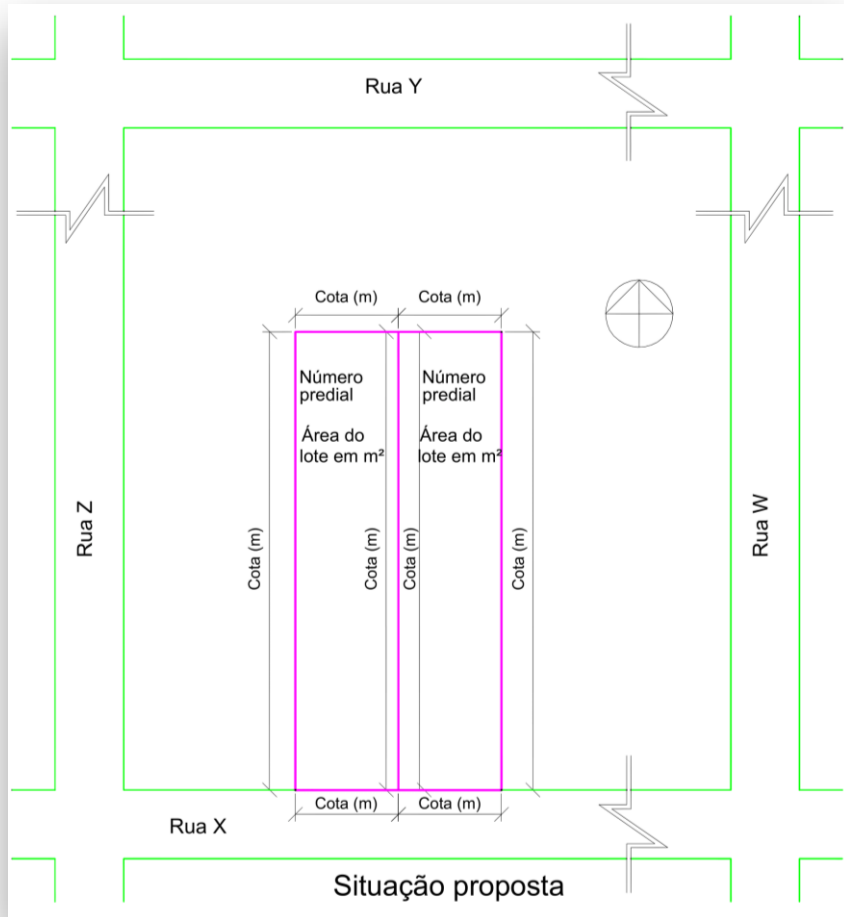 Rua Y
Cota (m) Cota (m)
Número
predial
Área do
lote em m²
Número
predial
Área do
lote em m²
Rua Z
Cota (m)
Cota (m)
Cota (m)
Cota (m)
Rua W
Cota (m) Cota (m)
Rua X
Situação proposta